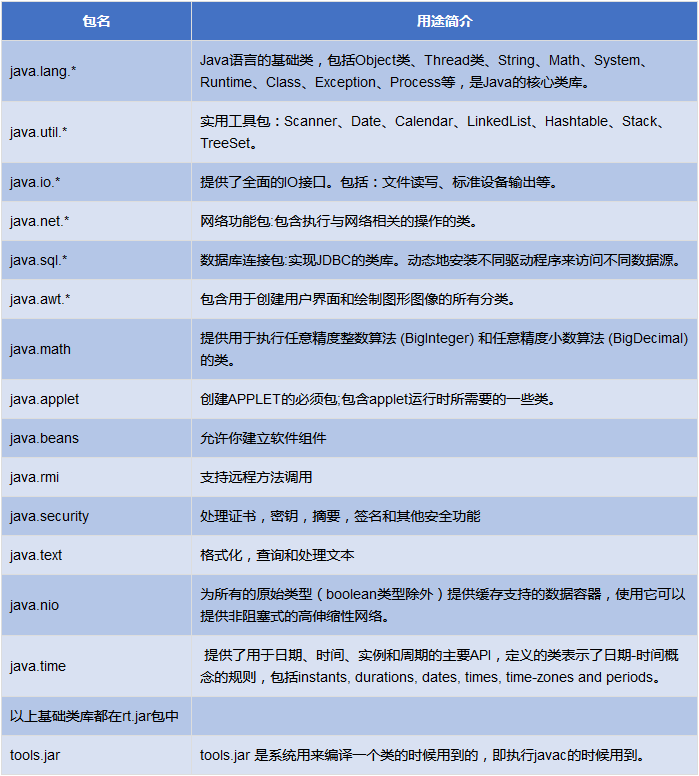 包名 用途简介
java.lang.* Java语言的基础类，包括Object类、Thread类、String、Math、System、
Runtime、Class、Exception、Process等，是Java的核心类库。
java.util.* 实用工具包：Scanner、Date、Calendar、LinkedList、Hashtable、Stack、
TreeSet。
java.io.* 提供了全面的IO接口。包括：文件读写、标准设备输出等。
java.net.* 网络功能包:包含执行与网络相关的操作的类。
java.sql.* 数据库连接包:实现JDBC的类库。动态地安装不同驱动程序来访问不同数据源。
java.awt.* 包含用于创建用户界面和绘制图形图像的所有分类。
java.math 提供用于执行任意精度整数算法 (BigInteger) 和任意精度小数算法 (BigDecimal)
的类。
java.applet 创建APPLET的必须包;包含applet运行时所需要的一些类。
java.beans 允许你建立软件组件
java.rmi 支持远程方法调用
java.security 处理证书，密钥，摘要，签名和其他安全功能
java.text 格式化，查询和处理文本
java.nio 为所有的原始类型（boolean类型除外）提供缓存支持的数据容器，使用它可以
提供非阻塞式的高伸缩性网络。
java.time 提供了用于日期、时间、实例和周期的主要API，定义的类表示了日期-时间概
念的规则，包括instants, durations, dates, times, time-zones and periods。
以上基础类库都在rt.jar包中
tools.jar tools.jar 是系统用来编译一个类的时候用到的，即执行javac的时候用到。